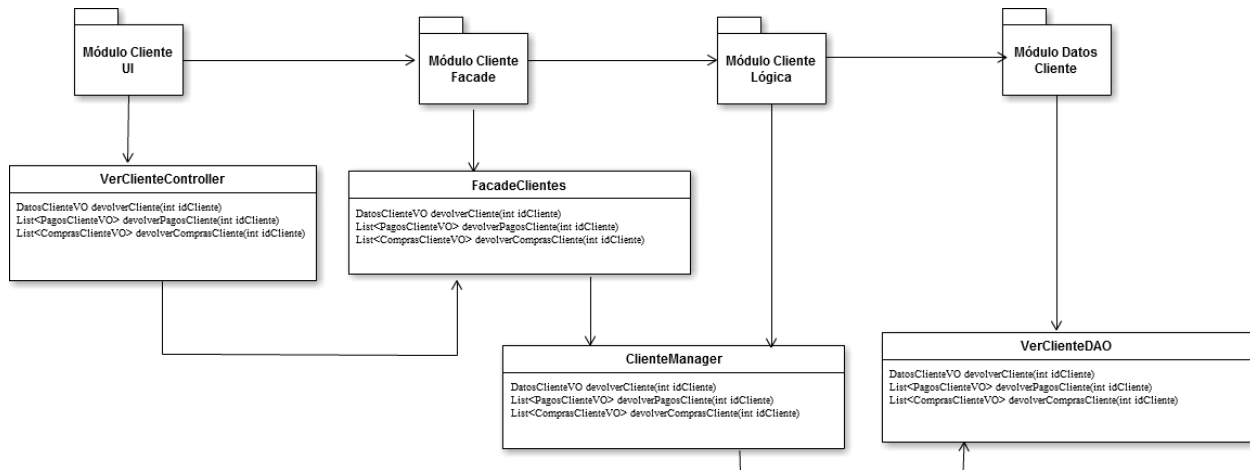 Módulo Cliente
UI
Módulo Cliente
Facade
Módulo Cliente
Lógica
Módulo Datos
Cliente
VerClienteController
DatosClienteVO devolverCliente(int idCliente)
List<PagosClienteVO> devolverPagosCliente(int idCliente)
List<ComprasClienteVO> devolverComprasCliente(int idCliente)
FacadeClientes
DatosClienteVO devolverCliente(int idCliente)
List<PagosClienteVO> devolverPagosCliente(int idCliente)
List<ComprasClienteVO> devolverComprasCliente(int idCliente)
ClienteManager
DatosClienteVO devolverCliente(int idCliente)
List<PagosClienteVO> devolverPagosCliente(int idCliente)
List<ComprasClienteVO> devolverComprasCliente(int idCliente)
VerClienteDAO
DatosClienteVO devolverCliente(int idCliente)
List<PagosClienteVO> devolverPagosCliente(int idCliente)
List<ComprasClienteVO> devolverComprasCliente(int idCliente)